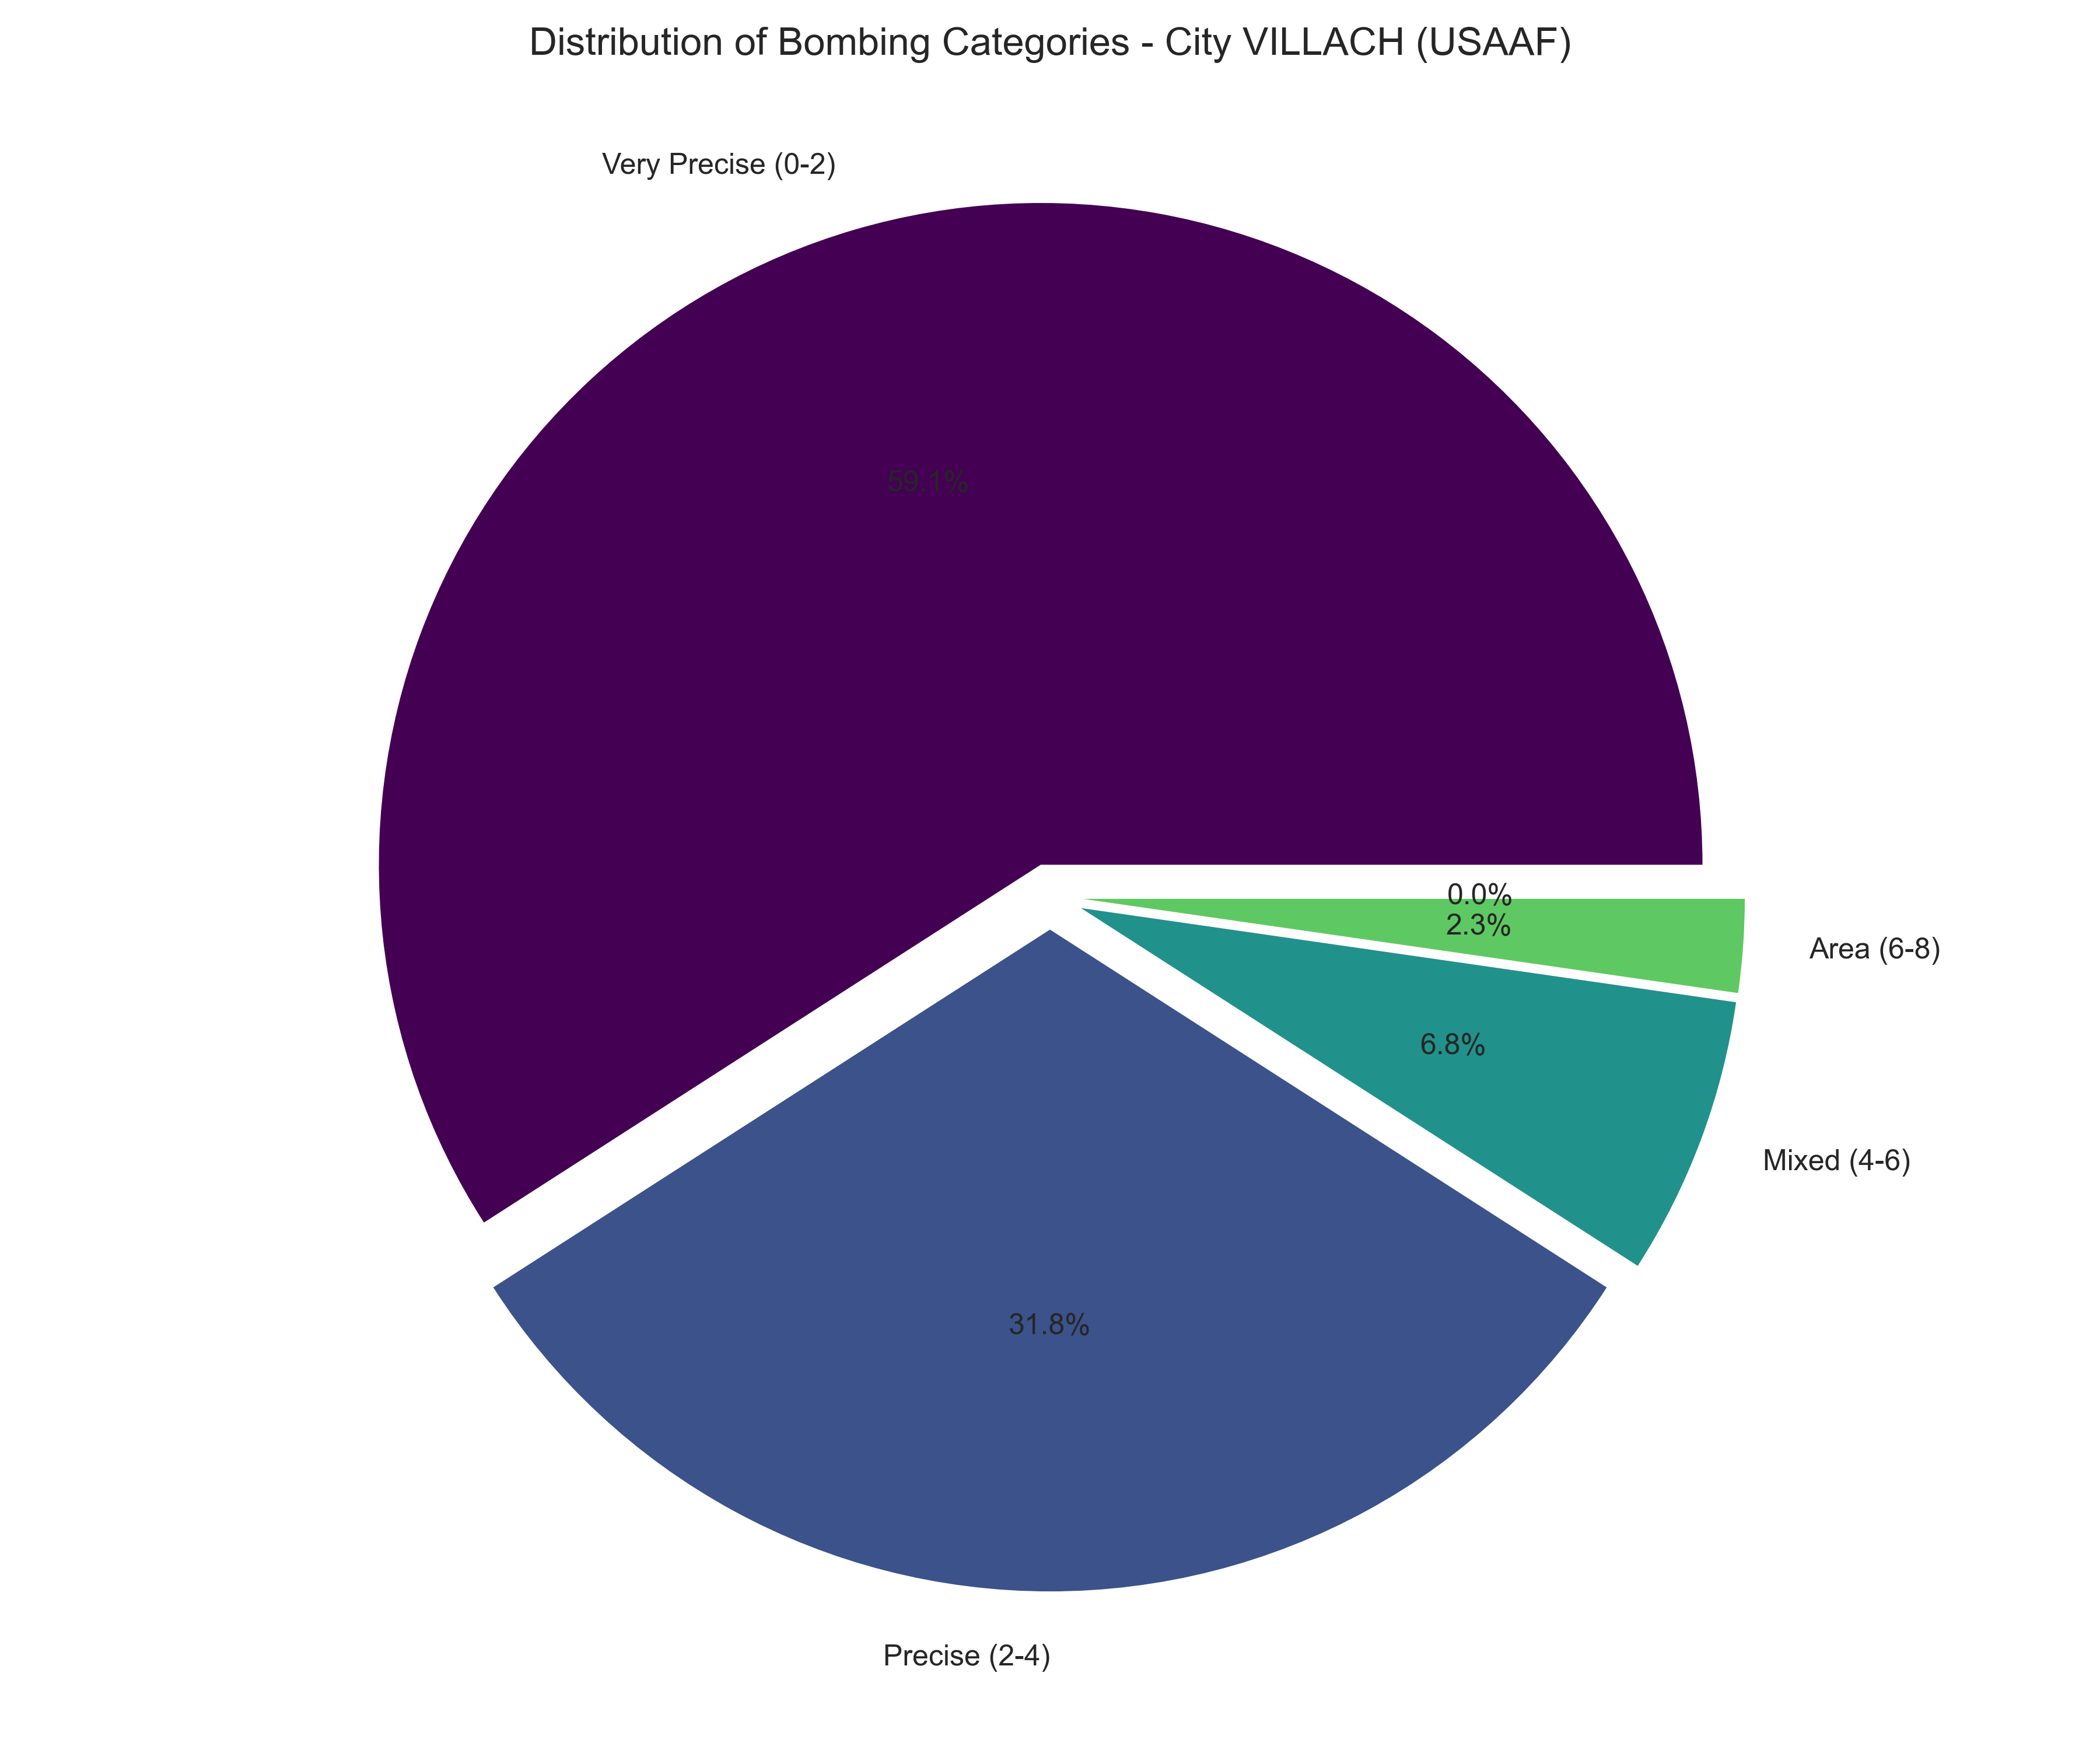 Distribution of Bombing Categories - City VILLACH (USAAF)
Very Precise (0-2)
59.1%
0.0%
2.3%
Area (6-8)
6.8%
Mixed (4-6)
31.8%
Precise (2-4)